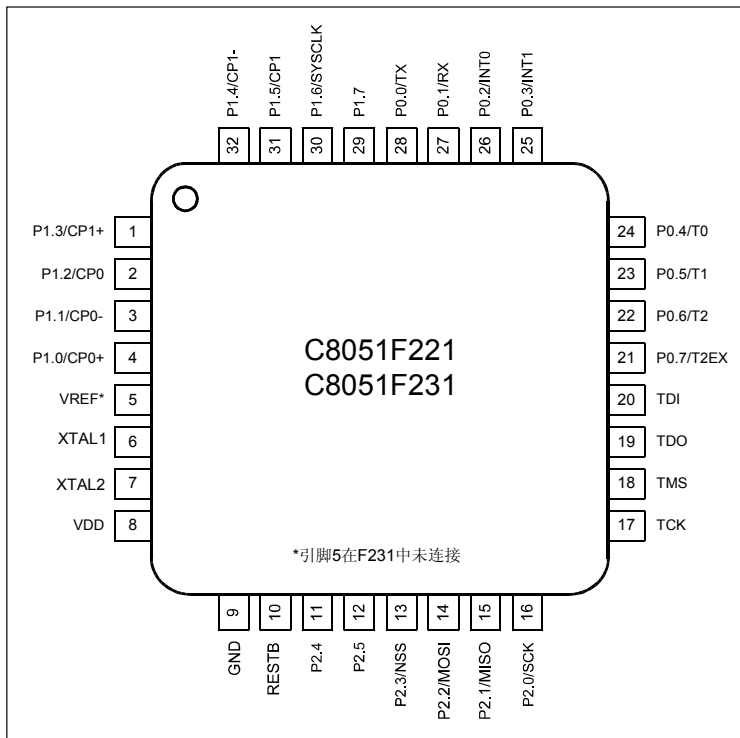 P1.4/CP1-
P1.5/CP1
P1.6/SYSCLK
P1.7
P0.0/TX
P0.1/RX
P0.2/INT0
P0.3/INT1
32
31
30
29
28
27
26
25
P1.3/CP1+ 1
P1.2/CP0 2
P1.1/CP0- 3
P1.0/CP0+ 4
VREF* 5
XTAL1 6
XTAL2 7
VDD 8
24 P0.4/T0
23 P0.5/T1
22 P0.6/T2
21 P0.7/T2EX
20 TDI
19 TDO
18 TMS
17 TCK
C8051F221
C8051F231
*引脚5在F231中未连接
9
10
11
12
13
14
15
16
GND
RESTB
P2.4
P2.5
P2.3/NSS
P2.2/MOSI
P2.1/MISO
P2.0/SCK